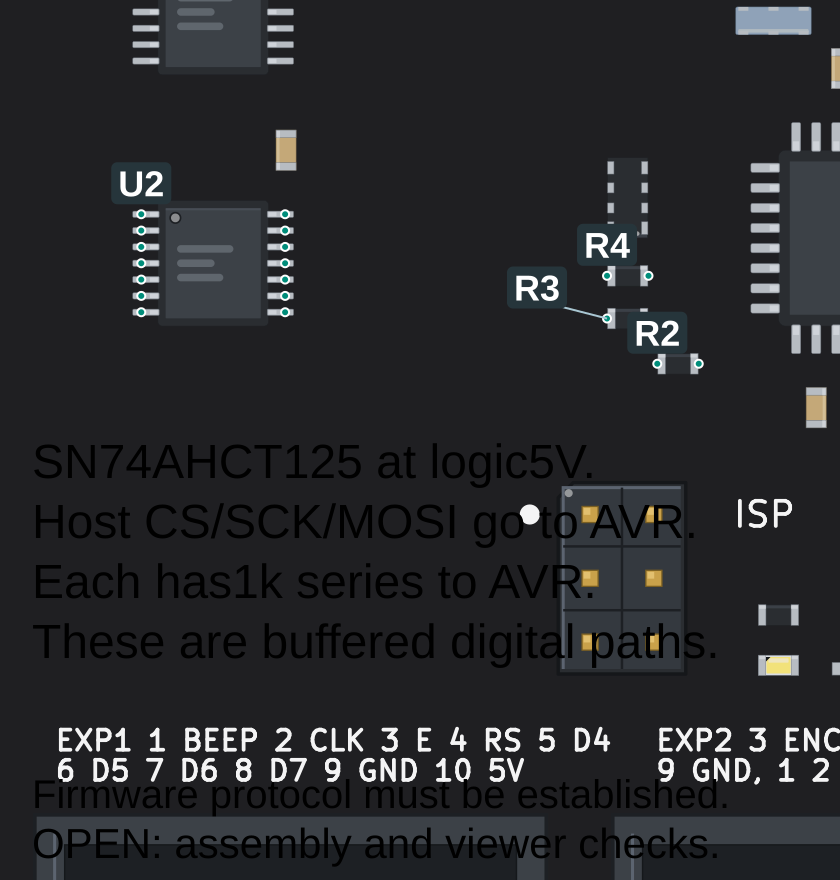 U2
R4
R3
R2
SN74AHCT125 at logic5V.
Host CS/SCK/MOSI go to AVR.
ISP
Each has1k series to AVR.
These are buffered digital paths.
EXP1 1 BEEP 2 CLK 3 E 4 RS 5 D4
6 D5 7 D6 8 D7 9 GND 10 5V
EXP2 3 ENC
9 GND, 1 2
Firmware protocol must be established.
OPEN: assembly and viewer checks.